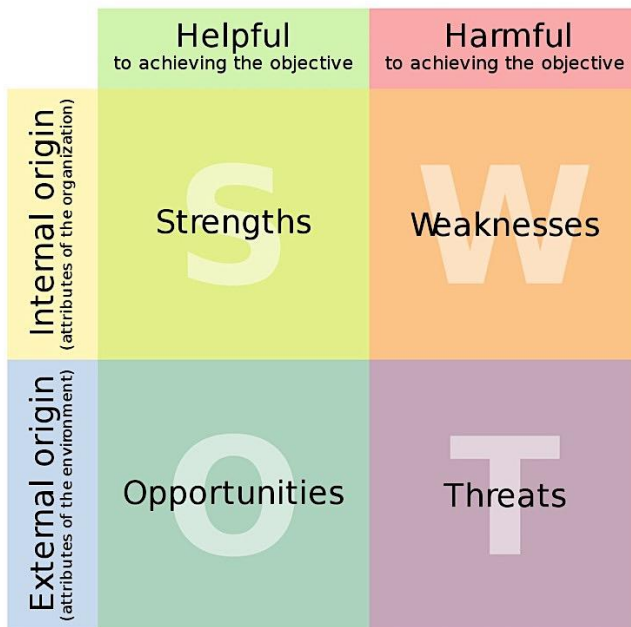 Helpful
to achieving the objective
Harmful
to achieving the objective
Internal origin
(attributes of the organization)
S
Strengths
W
Weaknesses
External origin
(attributes of the environment)
O
Opportunities
T
Threats